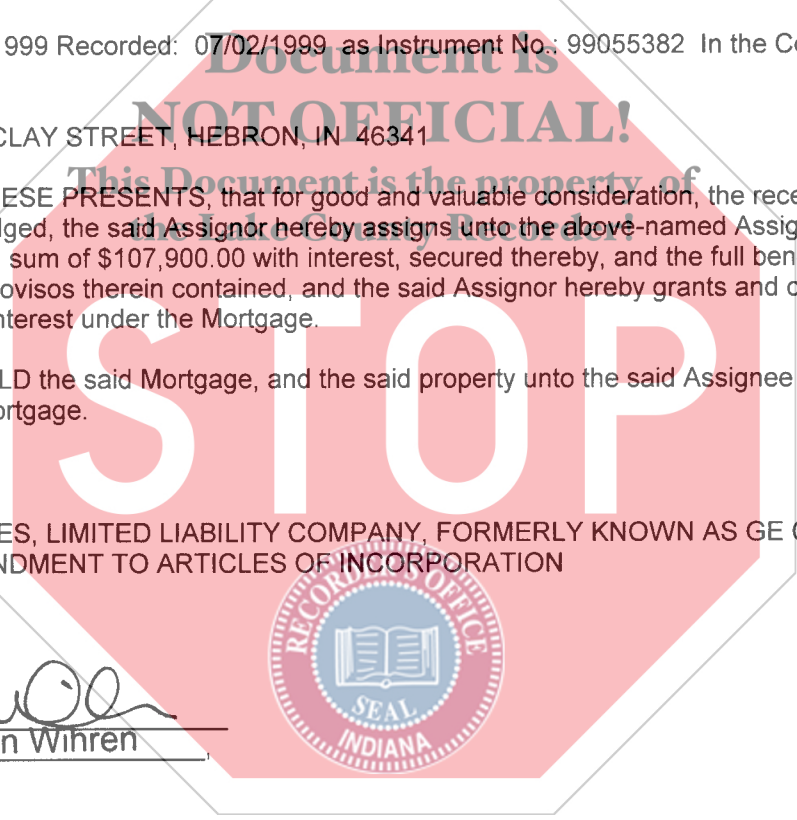 999 Recorded: 07/02/1999 as Instrument No.: 99055382 In the Co
Document is
NOT OFFICIAL!
CLAY STREET, HEBRON, IN 46341
This Document is the property of
ESE PRESENTS, that for good and valuable consideration, the rece
the Lake County Recorder!
dged, the said Assignor hereby assigns unto the above-named Assig
sum of $107,900.00 with interest, secured thereby, and the full ben
ovisos therein contained, and the said Assignor hereby grants and c
nterest under the Mortgage.
LD the said Mortgage, and the said property unto the said Assignee
ortgage.
STOP
ES, LIMITED LIABILITY COMPANY, FORMERLY KNOWN AS GE C
NDMENT TO ARTICLES OF INCORPORATION
RECORDER'S OFFICE
SEAL
INDIANA
n Wihren